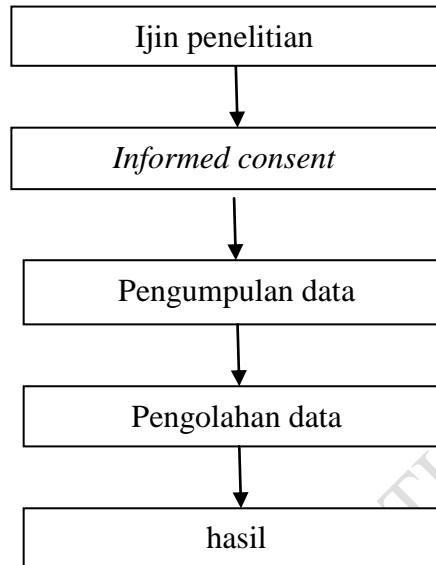 Ijin penelitian
Informed consent
Pengumpulan data
Pengolahan data
hasil